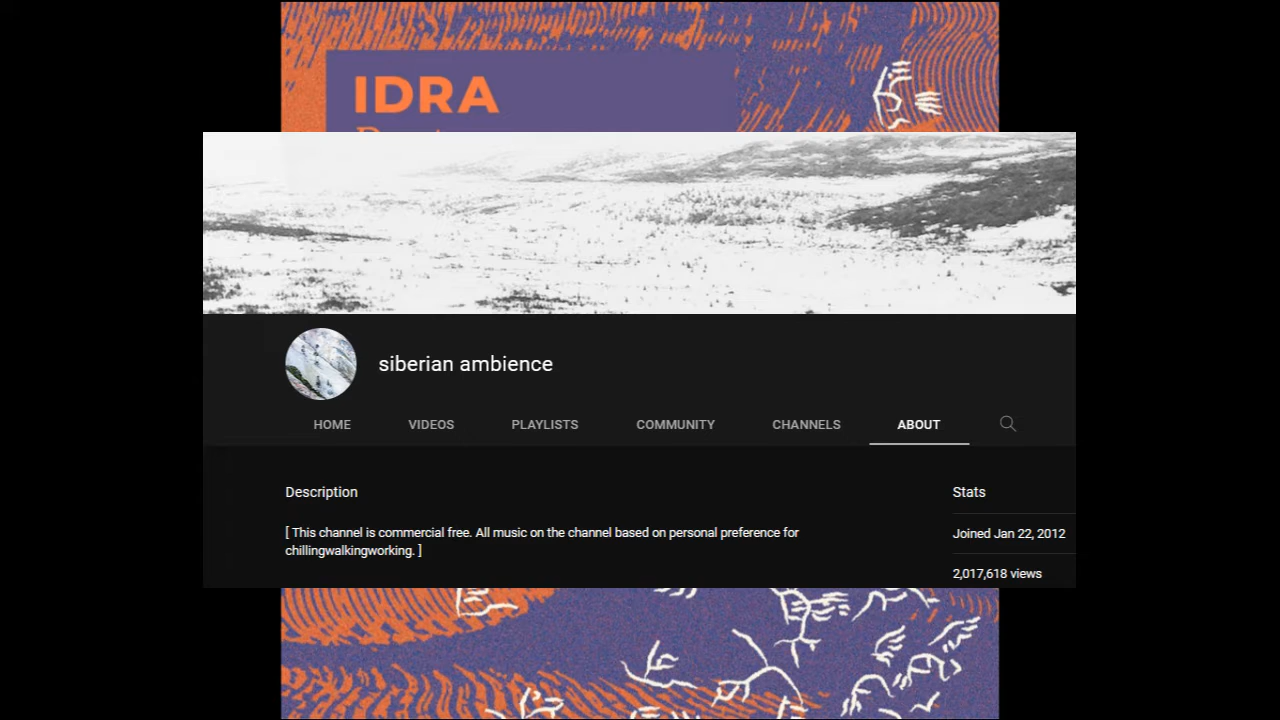 IDRA
siberian ambience
HOME VIDEOS PLAYLISTS COMMUNITY CHANNELS ABOUT
Description
[ This channel is commercial free. All music on the channel based on personal preference for
chillingwalkingworking. ]
Stats
Joined Jan 22, 2012
2,017,618 views